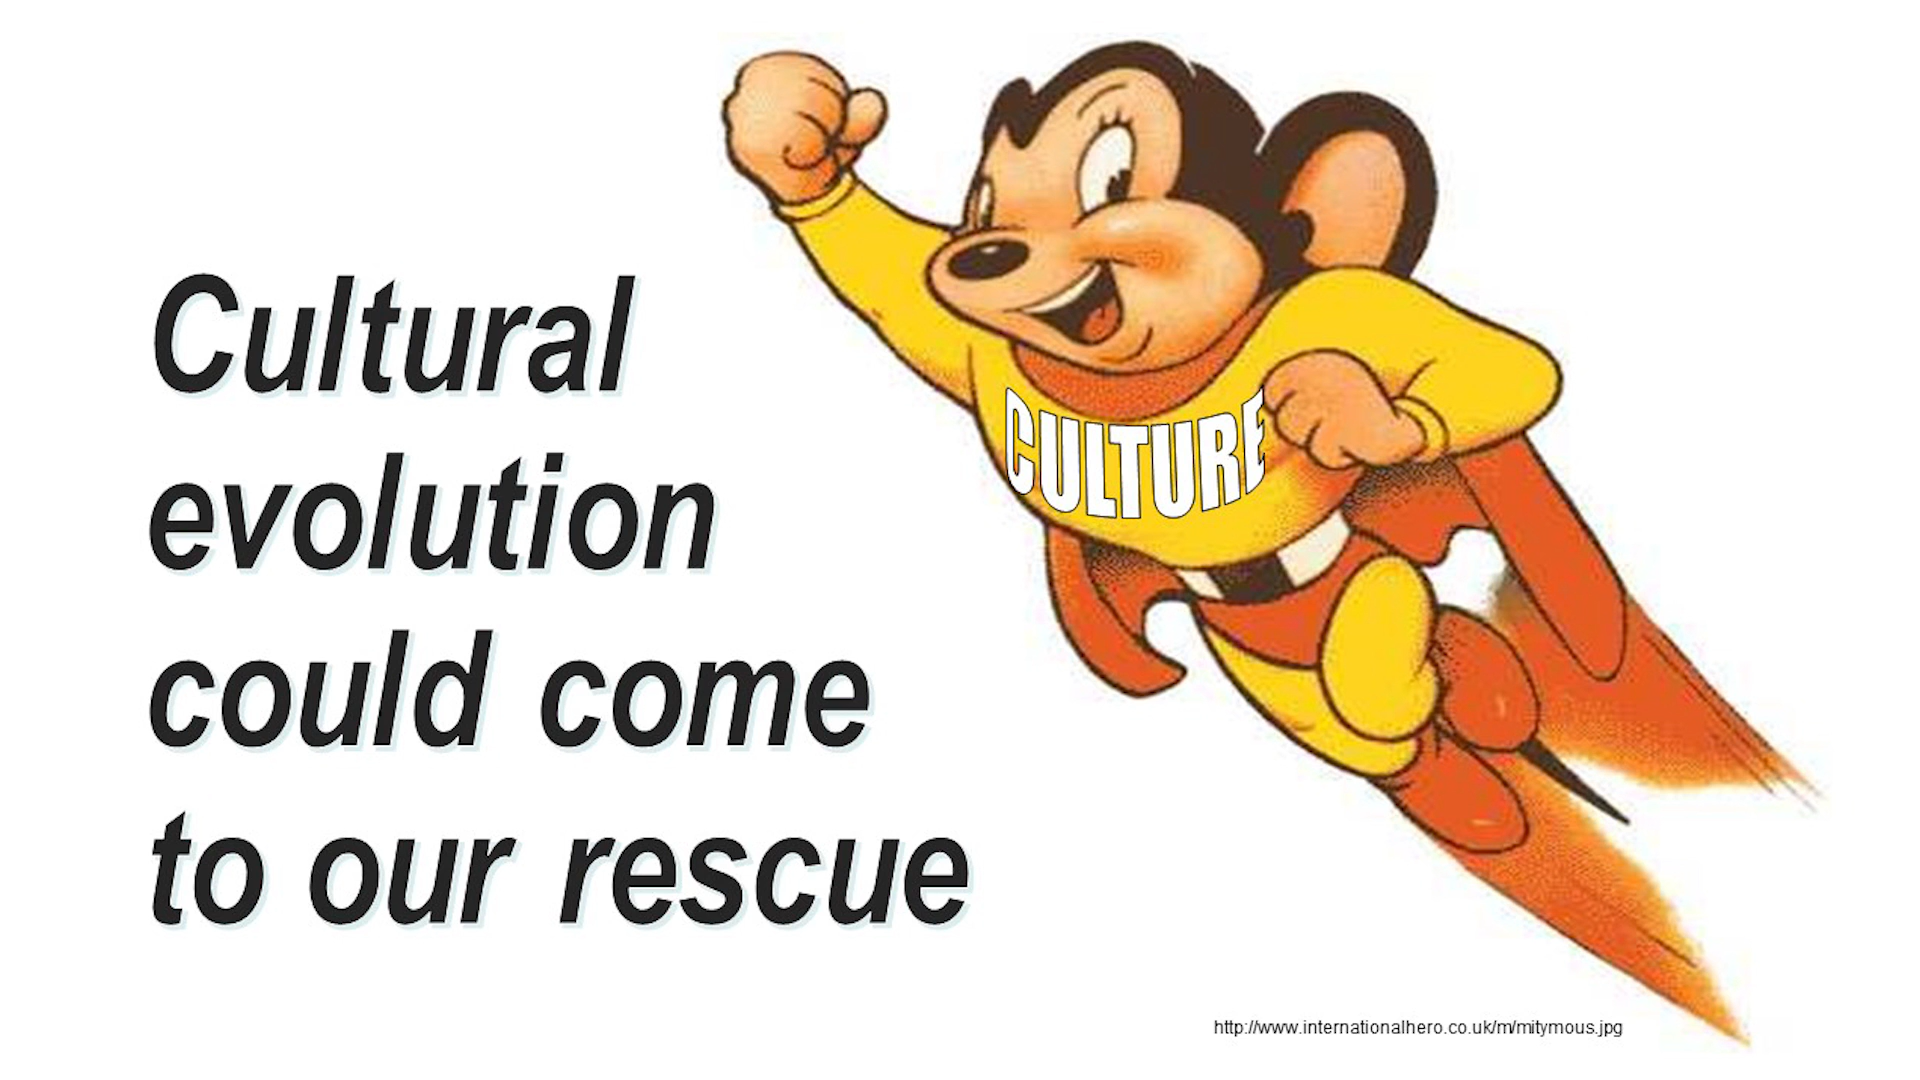 Cultural
evolution
could come
to our rescue
CULTURE
http://www.internationalhero.co.uk/m/mitymous.jpg